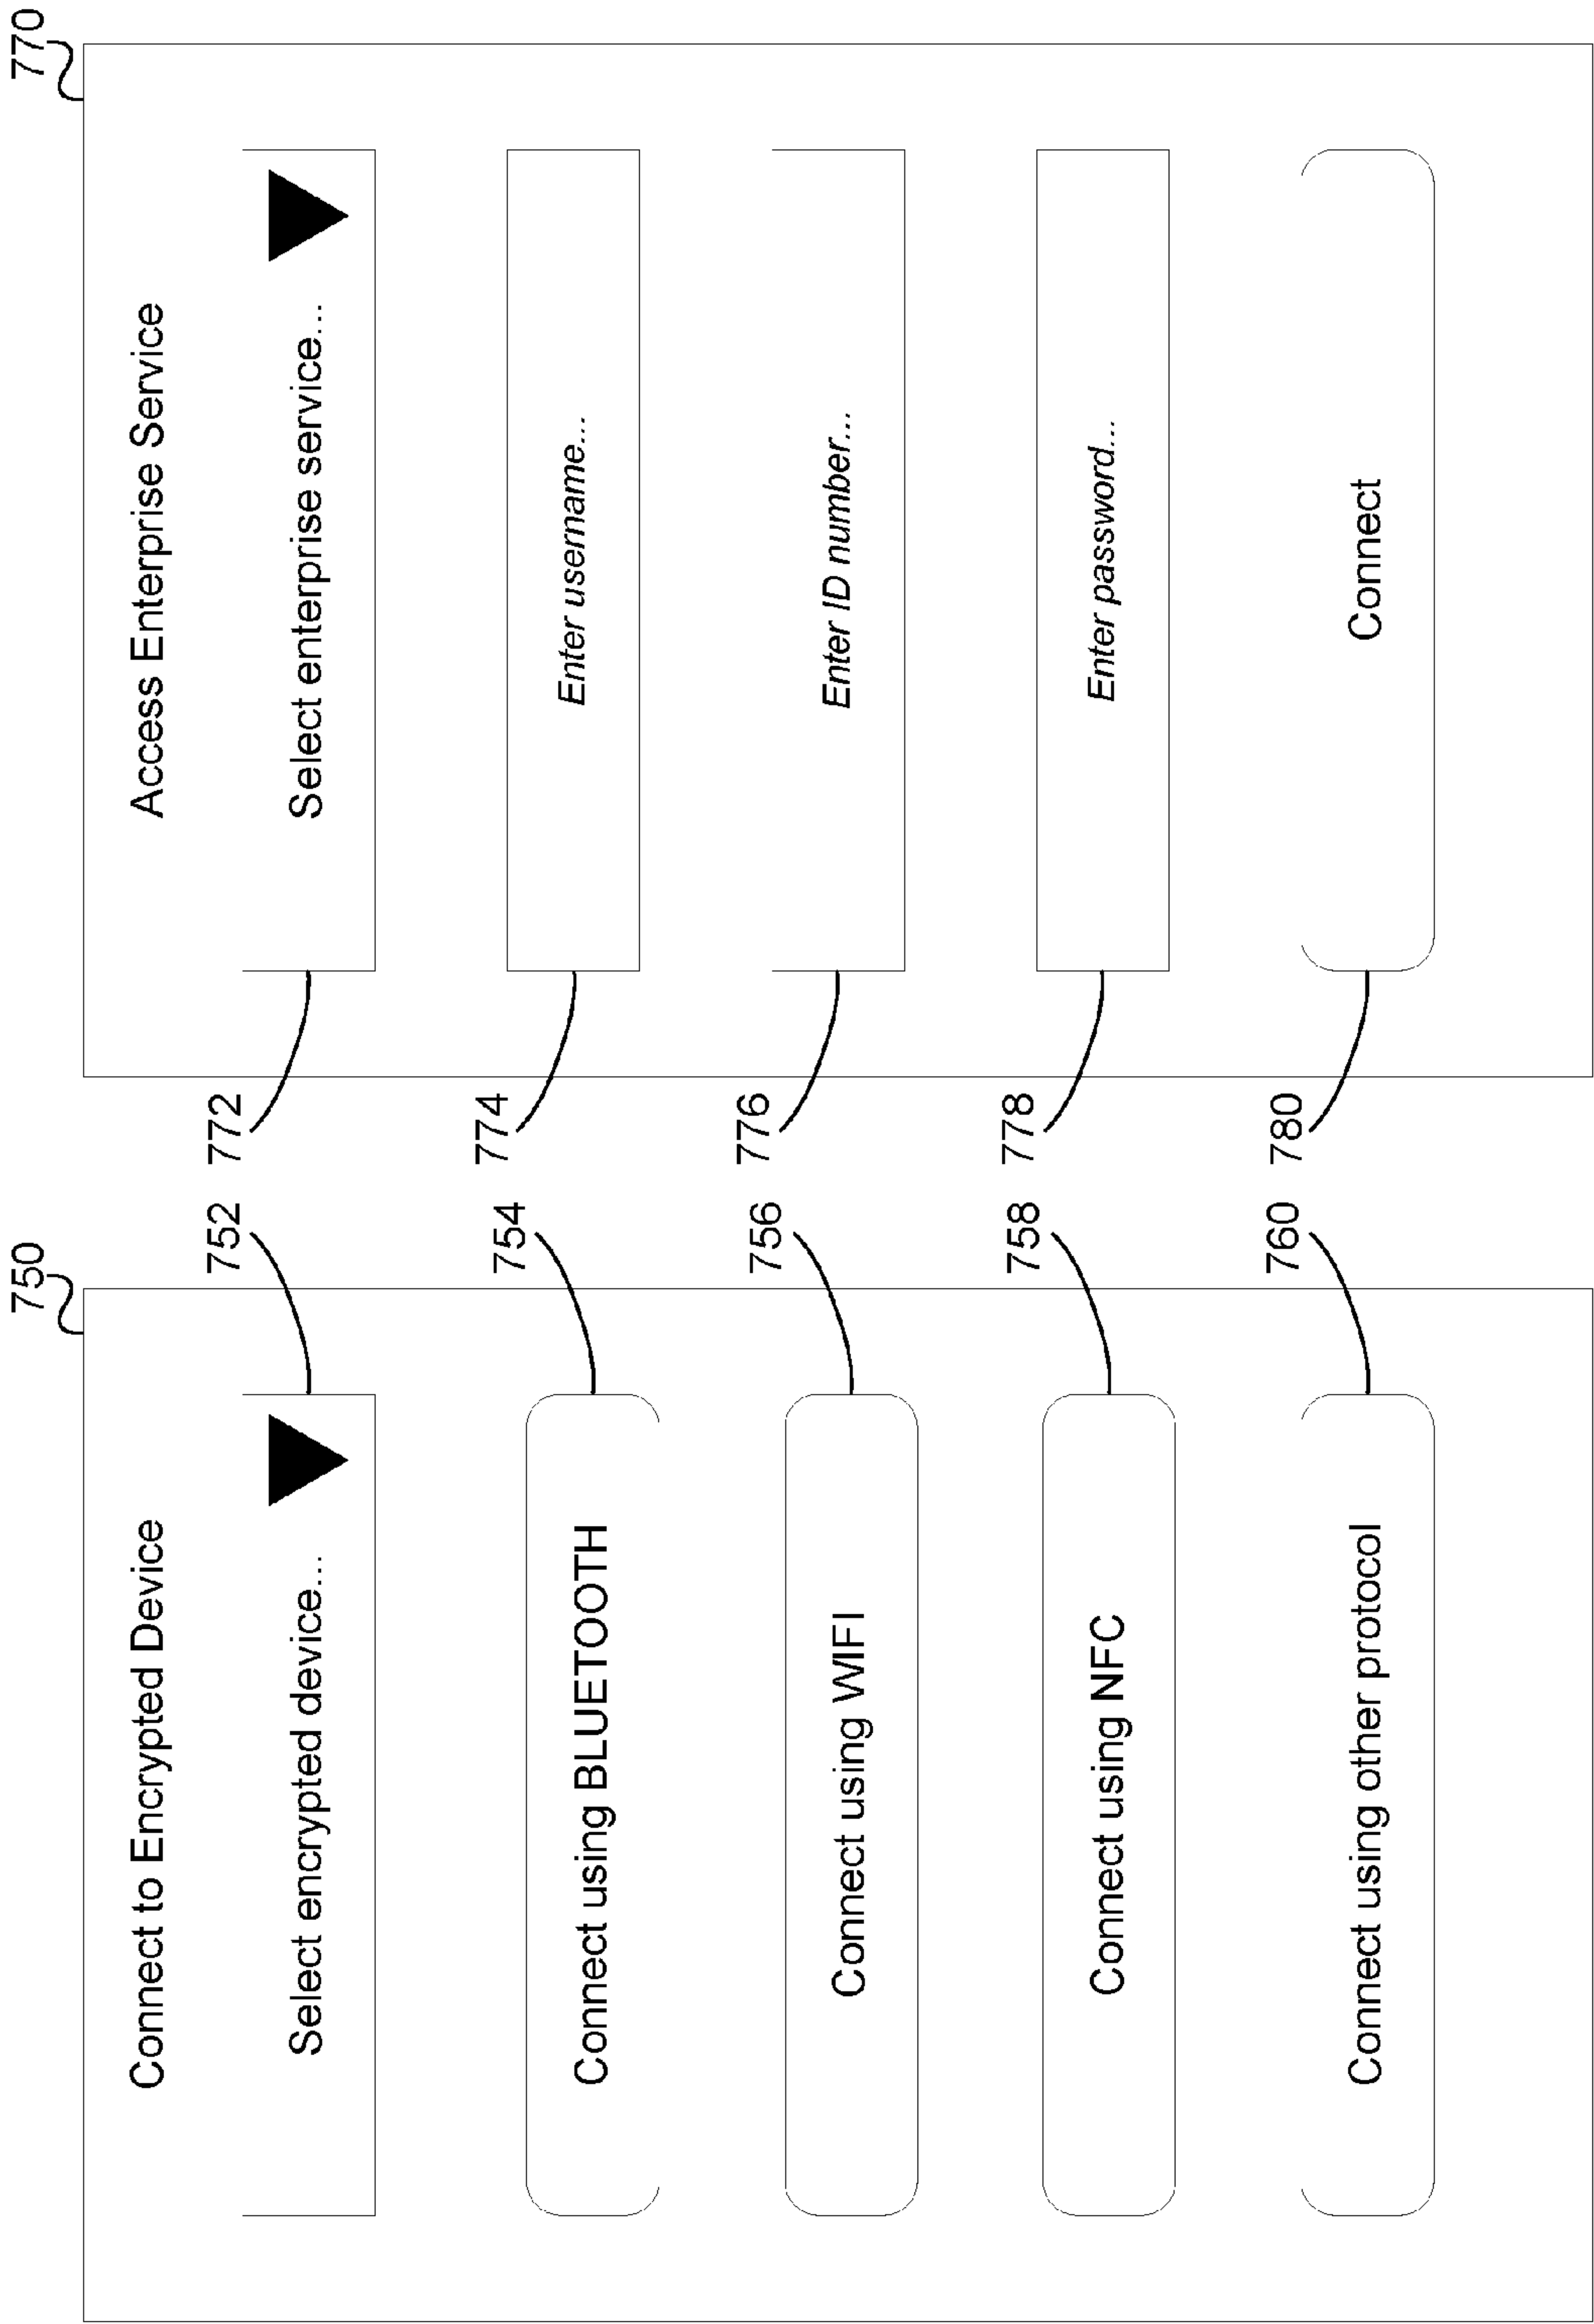 750
Connect to Encrypted Device
752
Select encrypted device...
754
Connect using BLUETOOTH
756
Connect using WIFI
758
Connect using NFC
760
Connect using other protocol
770
Access Enterprise Service
772
Select enterprise service...
774
Enter username...
776
Enter ID number...
778
Enter password...
780
Connect